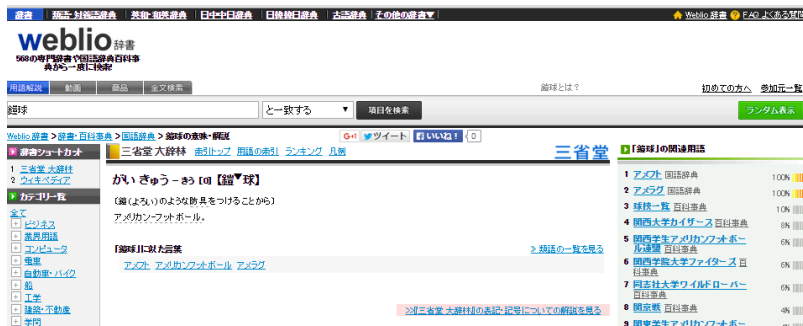 辞書 類語・対義語辞典 英和・和英辞典 日中中日辞典 日韓韓日辞典 古語辞典 その他の辞書▼
Weblio 辞書 FAQ よくある質問
weblio 辞書
568の専門辞書や国語辞典百科事典から一度に検索!
用語解説 動画 商品 全文検索
鎧球とは?
初めての方へ 参加元一覧
鎧球 と一致する ▼ 項目を検索
ランダム表示
Weblio 辞書 > 辞書・百科事典 > 国語辞典 > 鎧球の意味・解説
G+1 ツイート いいね! 0
辞書ショートカット
1 三省堂 大辞林
2 ウィキペディア
カテゴリ一覧
全て
ビジネス
業界用語
コンピュータ
電車
自動車・バイク
船
工学
建築・不動産
学問
三省堂 大辞林 索引トップ 用語の索引 ランキング 凡例
三省堂
がい きゅう – きう [0] 【鎧▼球】
〔鎧(よろい)のような防具をつけることから〕
アメリカン-フットボール。
「鎧球」に似た言葉
≫ 類語の一覧を見る
アメフト アメリカンフットボール アメラグ
>>『三省堂 大辞林』の表記・記号についての解説を見る
「鎧球」の関連用語
1 アメフト 国語辞典 100%
2 アメラグ 国語辞典 100%
3 球技一覧 百科事典 10%
4 関西大学カイザーズ 百科事典 8%
5 関西学生アメリカンフットボール連盟 百科事典 6%
6 関西学院大学ファイターズ 百科事典 6%
7 同志社大学ワイルドローバー 百科事典 6%
8 関京戦 百科事典 4%
9 関東学生アメリカンフットボー